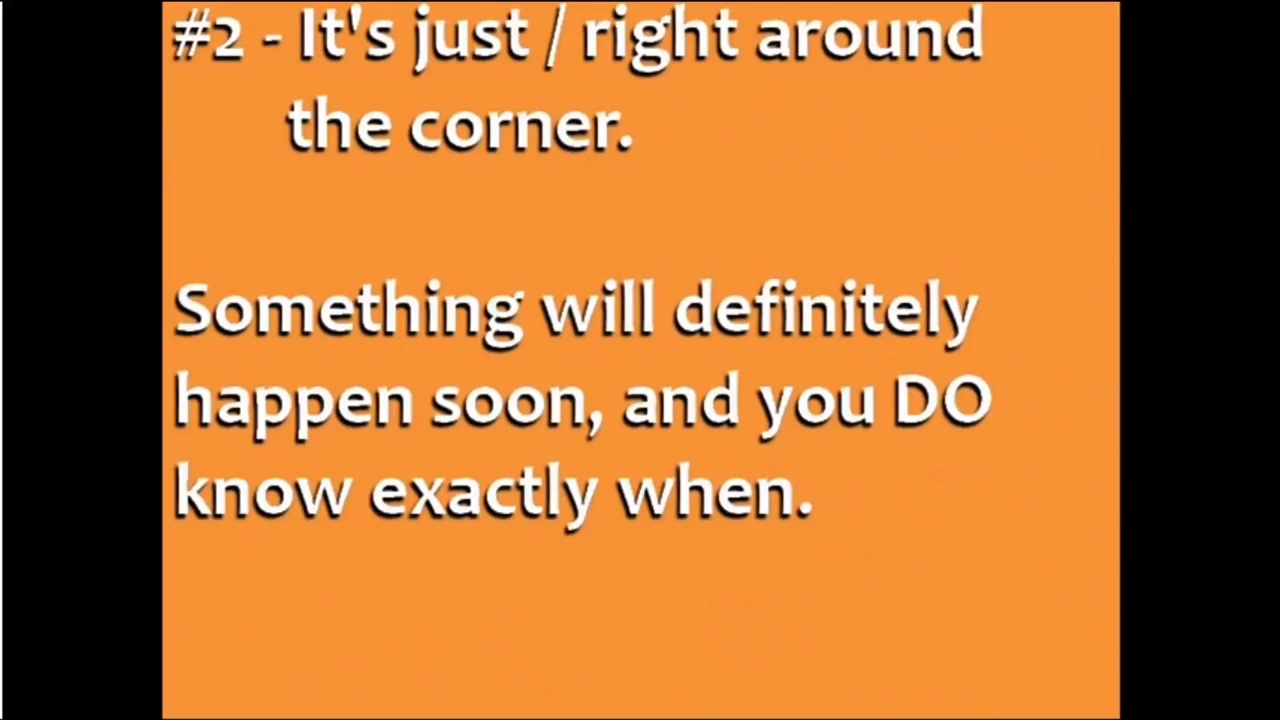 #2 - It's just / right around
the corner.
Something will definitely
happen soon, and you DO
know exactly when.